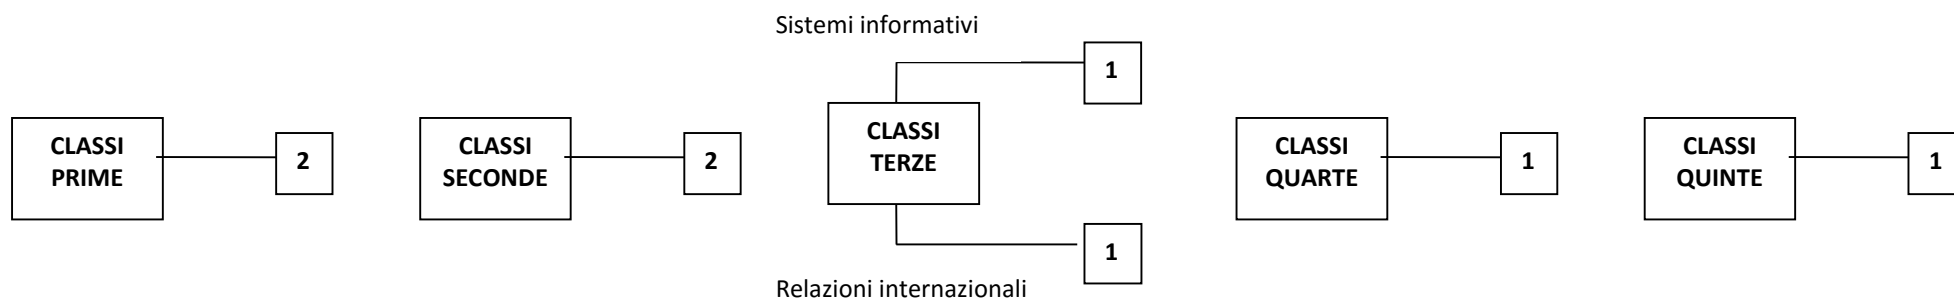 CLASSI
PRIME
2
CLASSI
SECONDE
2
Sistemi informativi
1
CLASSI
TERZE
1
Relazioni internazionali
CLASSI
QUARTE
1
CLASSI
QUINTE
1